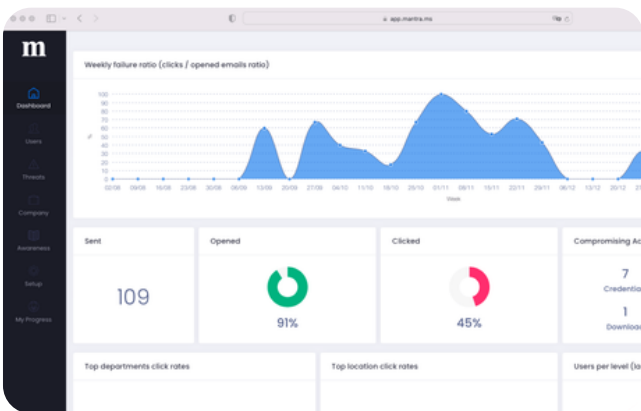 app.mantra.ms
m
Dashboard
Users
Threats
Company
Awareness
Setup
My Progress
Weekly failure ratio (clicks / opened emails ratio)
100
90
80
70
60
50
40
30
20
10
0
%
02/08 09/08 16/08 23/08 30/08 06/09 13/09 20/09 27/09 04/10 11/10 18/10 25/10 01/11 08/11 15/11 22/11 29/11 06/12 13/12 20/12
Week
Sent
109
Opened
91%
Clicked
45%
Compromising Ac
7
Credentia
1
Downloa
Top departments click rates
Top location click rates
Users per level (la